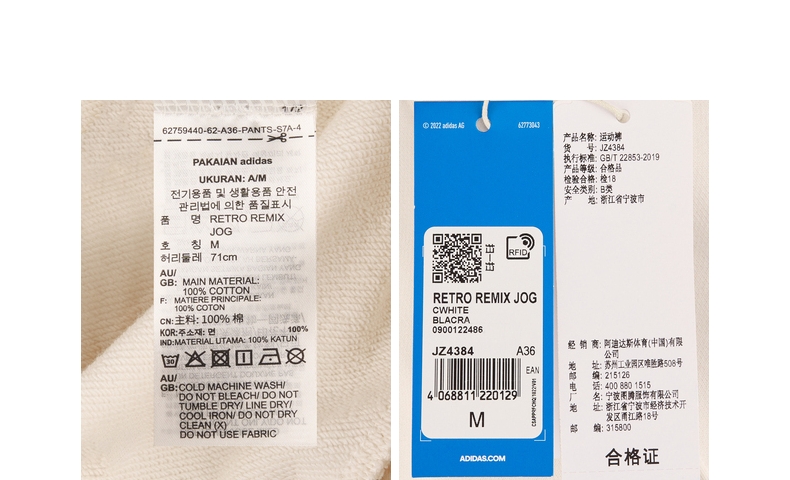 62759440-62-A36-PANTS-S7A-4
PAKAIAN adidas
UKURAN: A/M
전기용품 및 생활용품 안전
관리법에 의한 품질표시
품 명 RETRO REMIX
JOG
호 칭 M
허리둘레 71cm
AU/
GB: MAIN MATERIAL:
100% COTTON
F: MATIERE PRINCIPALE:
100% COTON
CN: 主料: 100% 棉
KOR: 주소재: 면 100%
IND: MATERIAL UTAMA: 100% KATUN
AU/
GB: COLD MACHINE WASH/
DO NOT BLEACH/ DO NOT
TUMBLE DRY/ LINE DRY/
COOL IRON/ DO NOT DRY
CLEAN (X)
DO NOT USE FABRIC
© 2022 adidas AG 62773043
RFID
RETRO REMIX JOG
CWHITE
BLACRA
0900122486
JZ4384 A36
EAN
4 068811 220129
M
ADIDAS.COM
产品名称: 运动裤
货 号: JZ4384
执行标准: GB/T 22853-2019
产品等级: 合格品
检验合格: 检18
安全类别: B类
产 地: 浙江省宁波市
经 销 商: 阿迪达斯体育(中国)有限
公司
地 址: 苏州工业园区唯胜路508号
邮 编: 215126
电 话: 400 880 1515
厂 名: 宁波图腾服饰有限公司
地 址: 浙江省宁波市经济技术开
发区甬江路18号
邮 编: 315800
合格证